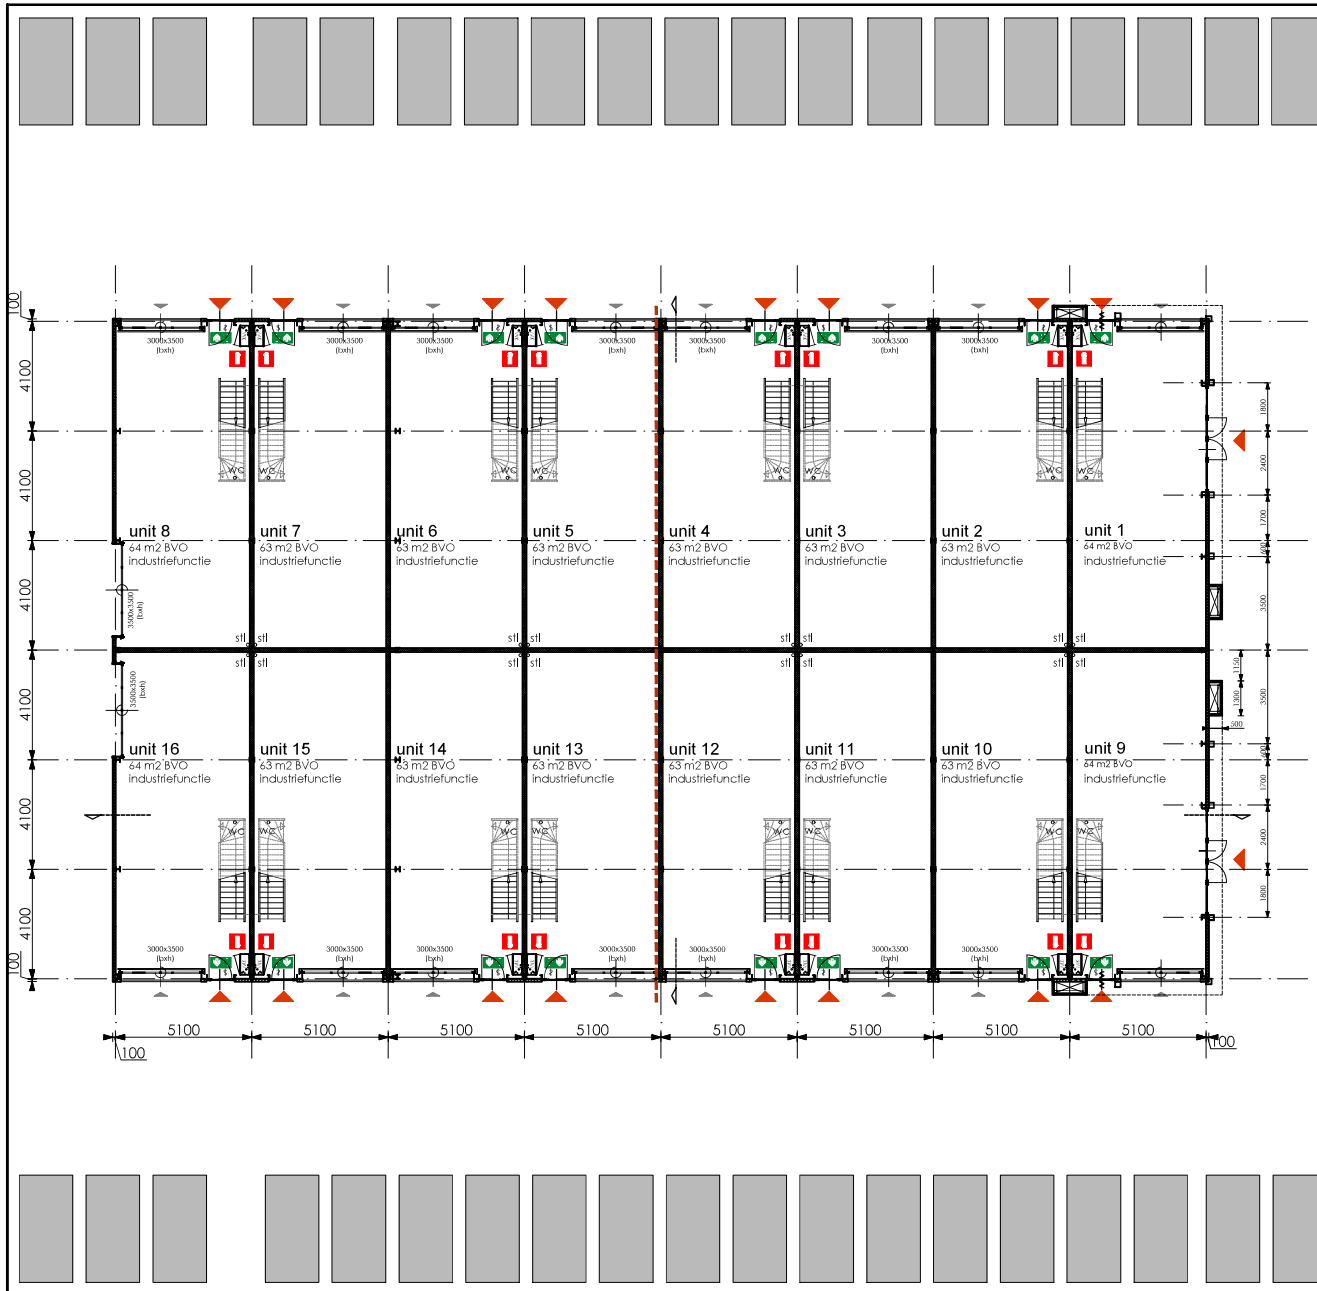 100
3000x3500
(bxh)
3000x3500
(bxh)
3000x3500
(bxh)
3000x3500
(bxh)
3000x3500
(bxh)
3000x3500
(bxh)
3000x3500
(bxh)
4100
4100
4100
4100
4100
4100
100
WC
WC
WC
WC
WC
WC
WC
WC
1800
2400
1700
600
3500
unit 8
64 m2 BVO
industriefunctie
unit 7
63 m2 BVO
industriefunctie
unit 6
63 m2 BVO
industriefunctie
unit 5
63 m2 BVO
industriefunctie
unit 4
63 m2 BVO
industriefunctie
unit 3
63 m2 BVO
industriefunctie
unit 2
63 m2 BVO
industriefunctie
unit 1
64 m2 BVO
industriefunctie
3500x3500
(bxh)
stl stl
stl stl
stl stl
stl stl
stl stl
stl stl
stl stl
stl stl
3500x3500
(bxh)
1150
1300
500
3500
600
1700
2400
1800
unit 16
64 m2 BVO
industriefunctie
unit 15
63 m2 BVO
industriefunctie
unit 14
63 m2 BVO
industriefunctie
unit 13
63 m2 BVO
industriefunctie
unit 12
63 m2 BVO
industriefunctie
unit 11
63 m2 BVO
industriefunctie
unit 10
63 m2 BVO
industriefunctie
unit 9
64 m2 BVO
industriefunctie
WC
WC
WC
WC
WC
WC
WC
WC
3000x3500
(bxh)
3000x3500
(bxh)
3000x3500
(bxh)
3000x3500
(bxh)
3000x3500
(bxh)
3000x3500
(bxh)
3000x3500
(bxh)
5100
5100
5100
5100
5100
5100
5100
5100
100
100